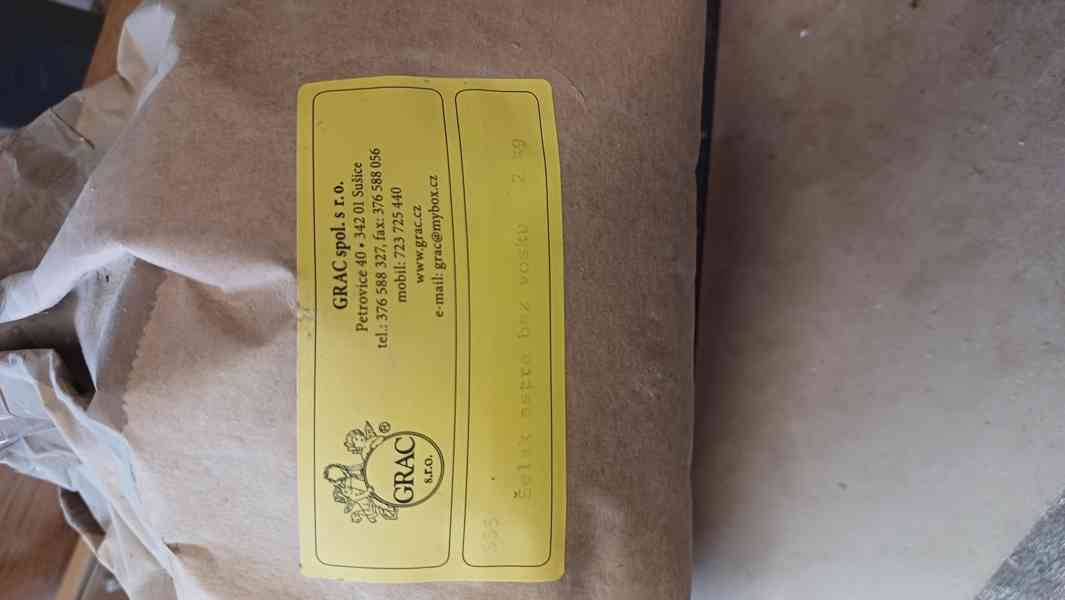 GRAC
s.r.o.
®
GRAC spol. s r. o.
Petrovice 40 • 342 01 Sušice
tel.: 376 588 327, fax: 376 588 056
mobil: 723 725 440
www.grac.cz
e-mail: grac@mybox.cz
Šelak astra bez vosku 2 kg